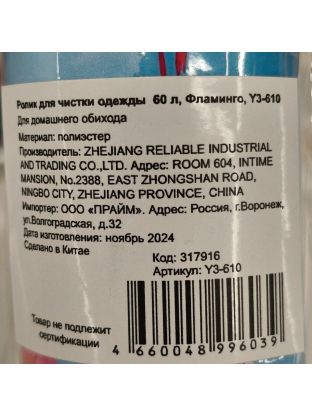 Ролик для чистки одежды 60 л, Фламинго, Y3-610
Для домашнего обихода
Материал: полиэстер
Производитель: ZHEJIANG RELIABLE INDUSTRIAL
AND TRADING CO.,LTD. Адрес: ROOM 604, INTIME
MANSION, No.2388, EAST ZHONGSHAN ROAD,
NINGBO CITY, ZHEJIANG PROVINCE, CHINA
Импортер: ООО «ПРАЙМ». Адрес: Россия, г.Воронеж,
ул.Волгоградская, д.32
Дата изготовления: ноябрь 2024
Сделано в Китае
Код: 317916
Артикул: Y3-610
Товар не подлежит
сертификации
4 660048 996039